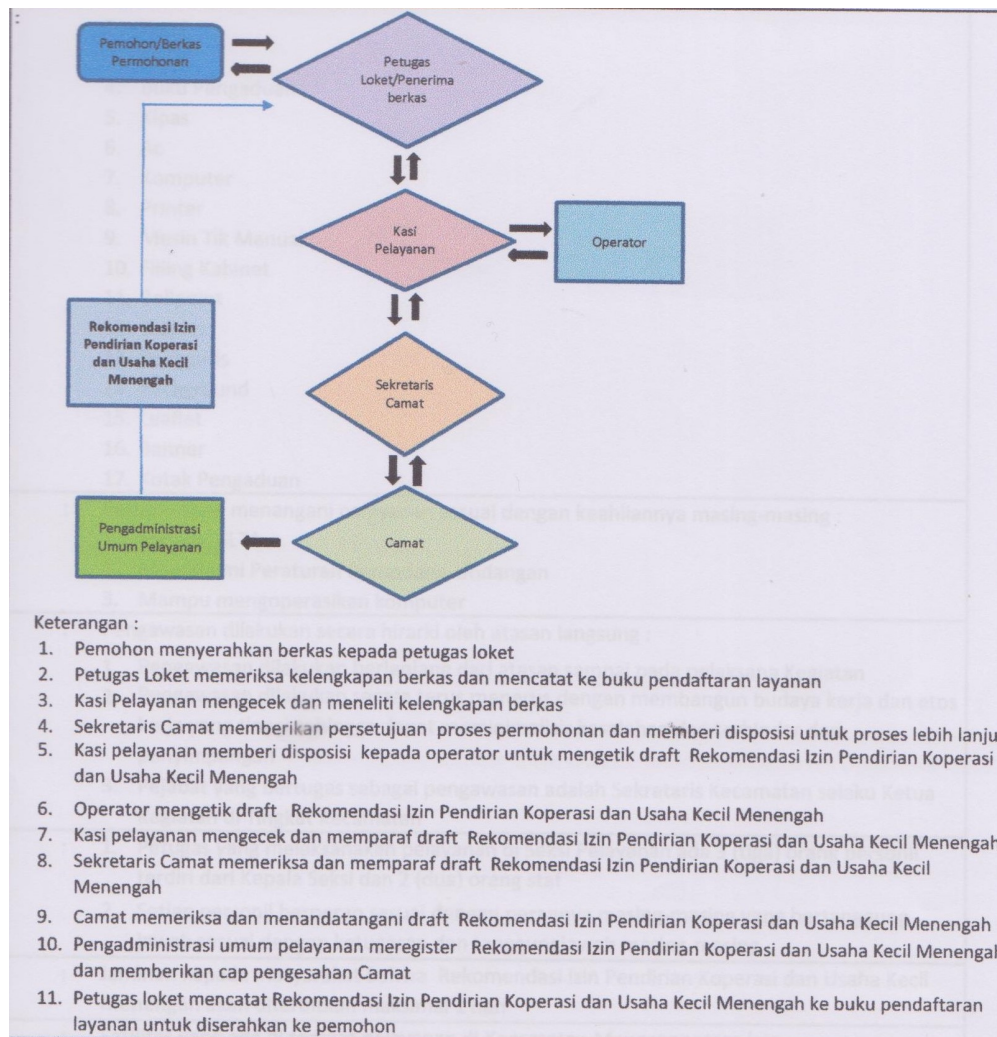 Pemohon/Berkas
Permohonan
Petugas
Loket/Penerima
berkas
Kasi
Pelayanan
Operator
Rekomendasi Izin
Pendirian Koperasi
dan Usaha Kecil
Menengah
Sekretaris
Camat
Pengadministrasi
Umum Pelayanan
Camat
Keterangan :
1. Pemohon menyerahkan berkas kepada petugas loket
2. Petugas Loket memeriksa kelengkapan berkas dan mencatat ke buku pendaftaran layanan
3. Kasi Pelayanan mengecek dan meneliti kelengkapan berkas
4. Sekretaris Camat memberikan persetujuan proses permohonan dan memberi disposisi untuk proses lebih lanju
5. Kasi pelayanan memberi disposisi kepada operator untuk mengetik draft Rekomendasi Izin Pendirian Koperasi
dan Usaha Kecil Menengah
6. Operator mengetik draft Rekomendasi Izin Pendirian Koperasi dan Usaha Kecil Menengah
7. Kasi pelayanan mengecek dan memparaf draft Rekomendasi Izin Pendirian Koperasi dan Usaha Kecil Menengah
8. Sekretaris Camat memeriksa dan memparaf draft Rekomendasi Izin Pendirian Koperasi dan Usaha Kecil
Menengah
9. Camat memeriksa dan menandatangani draft Rekomendasi Izin Pendirian Koperasi dan Usaha Kecil Menengah
10. Pengadministrasi umum pelayanan meregister Rekomendasi Izin Pendirian Koperasi dan Usaha Kecil Menengah
dan memberikan cap pengesahan Camat
11. Petugas loket mencatat Rekomendasi Izin Pendirian Koperasi dan Usaha Kecil Menengah ke buku pendaftaran
layanan untuk diserahkan ke pemohon